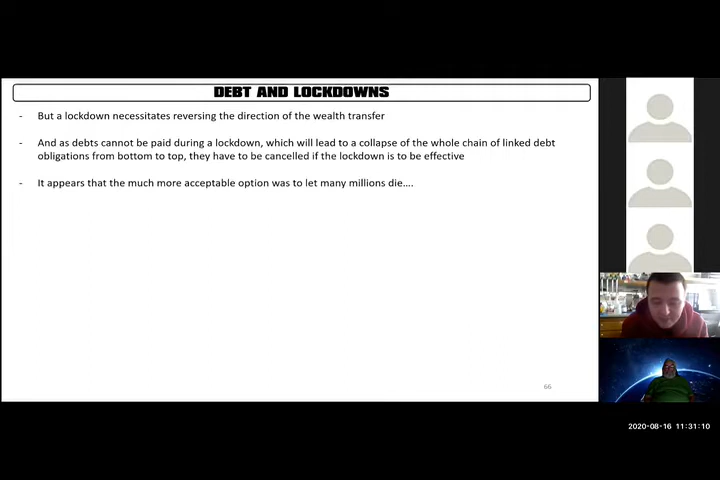 DEBT AND LOCKDOWNS
- But a lockdown necessitates reversing the direction of the wealth transfer
- And as debts cannot be paid during a lockdown, which will lead to a collapse of the whole chain of linked debt
obligations from bottom to top, they have to be cancelled if the lockdown is to be effective
- It appears that the much more acceptable option was to let many millions die....
66
2020-08-16 11:31:10